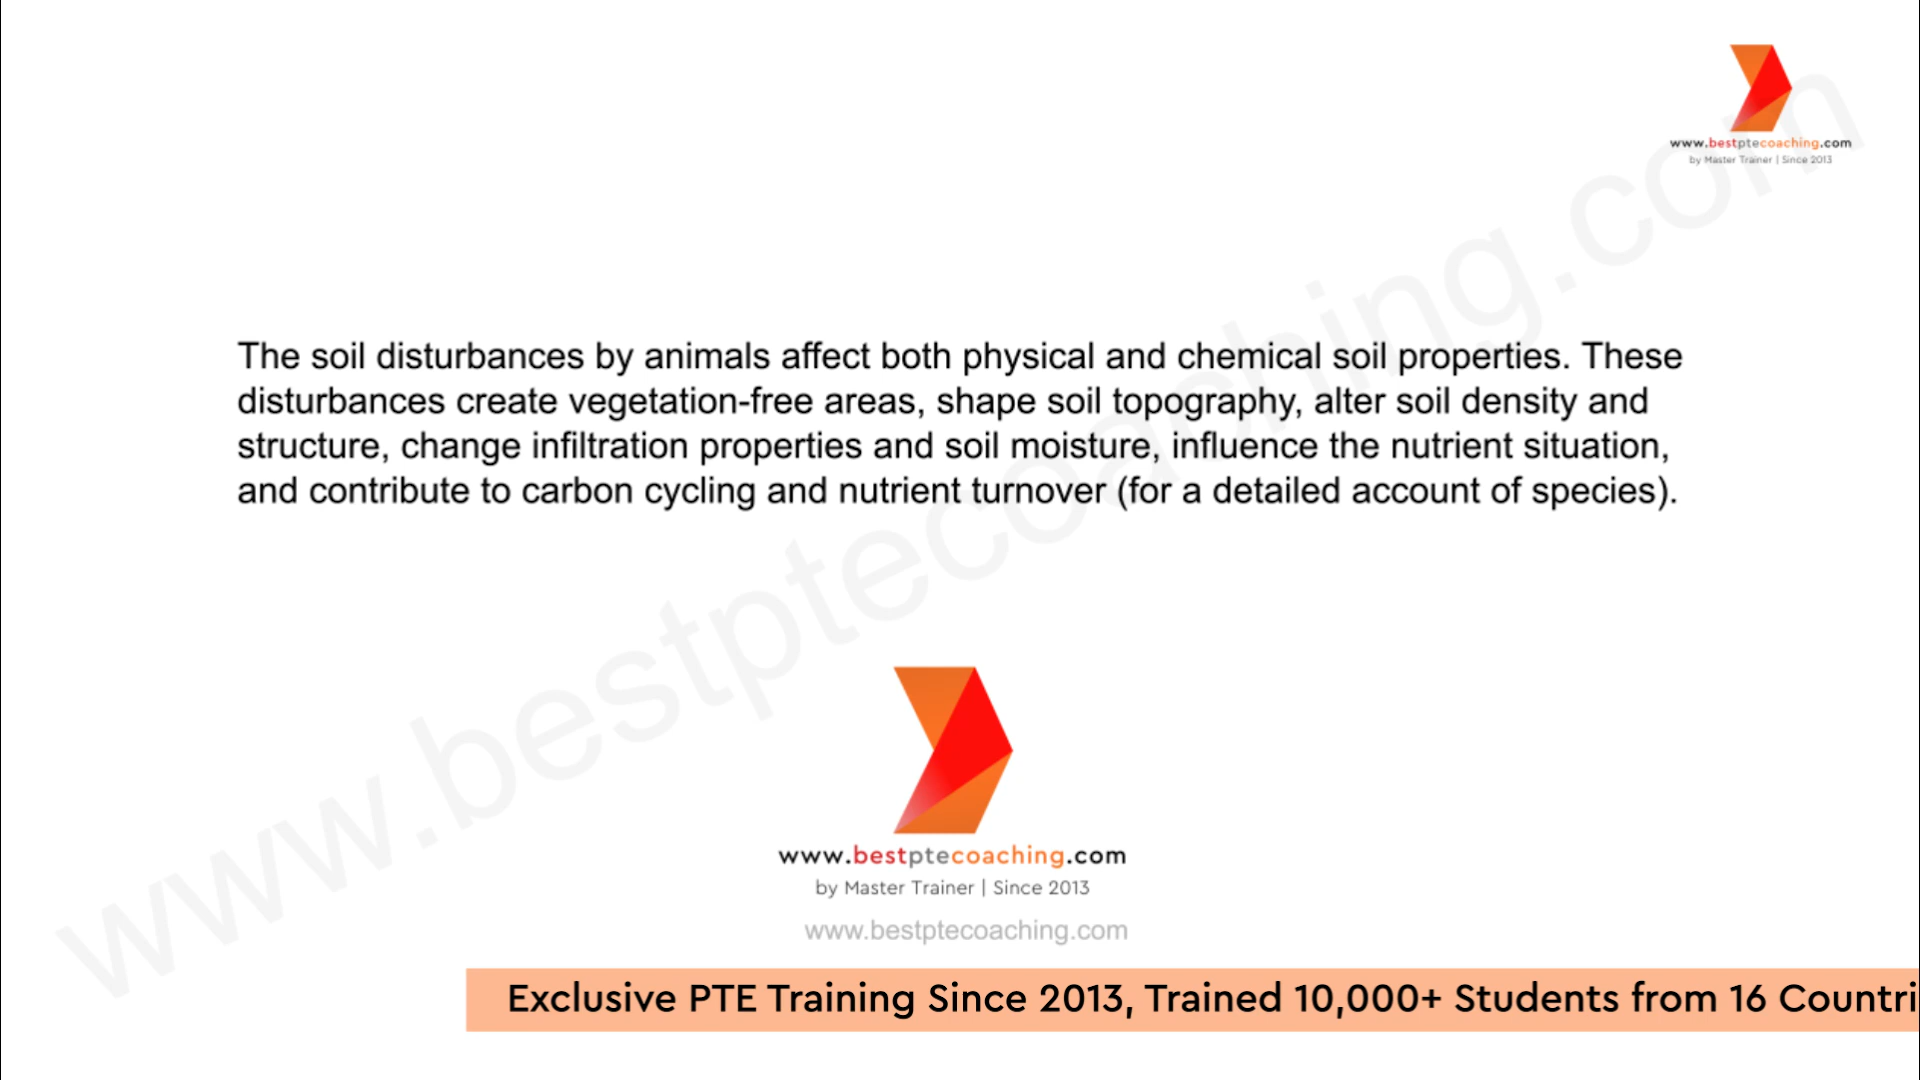 www.bestptecoaching.com
by Master Trainer | Since 2013
The soil disturbances by animals affect both physical and chemical soil properties. These
disturbances create vegetation-free areas, shape soil topography, alter soil density and
structure, change infiltration properties and soil moisture, influence the nutrient situation,
and contribute to carbon cycling and nutrient turnover (for a detailed account of species).
www.bestptecoaching.com
www.bestptecoaching.com
by Master Trainer | Since 2013
www.bestptecoaching.com
Exclusive PTE Training Since 2013, Trained 10,000+ Students from 16 Countri